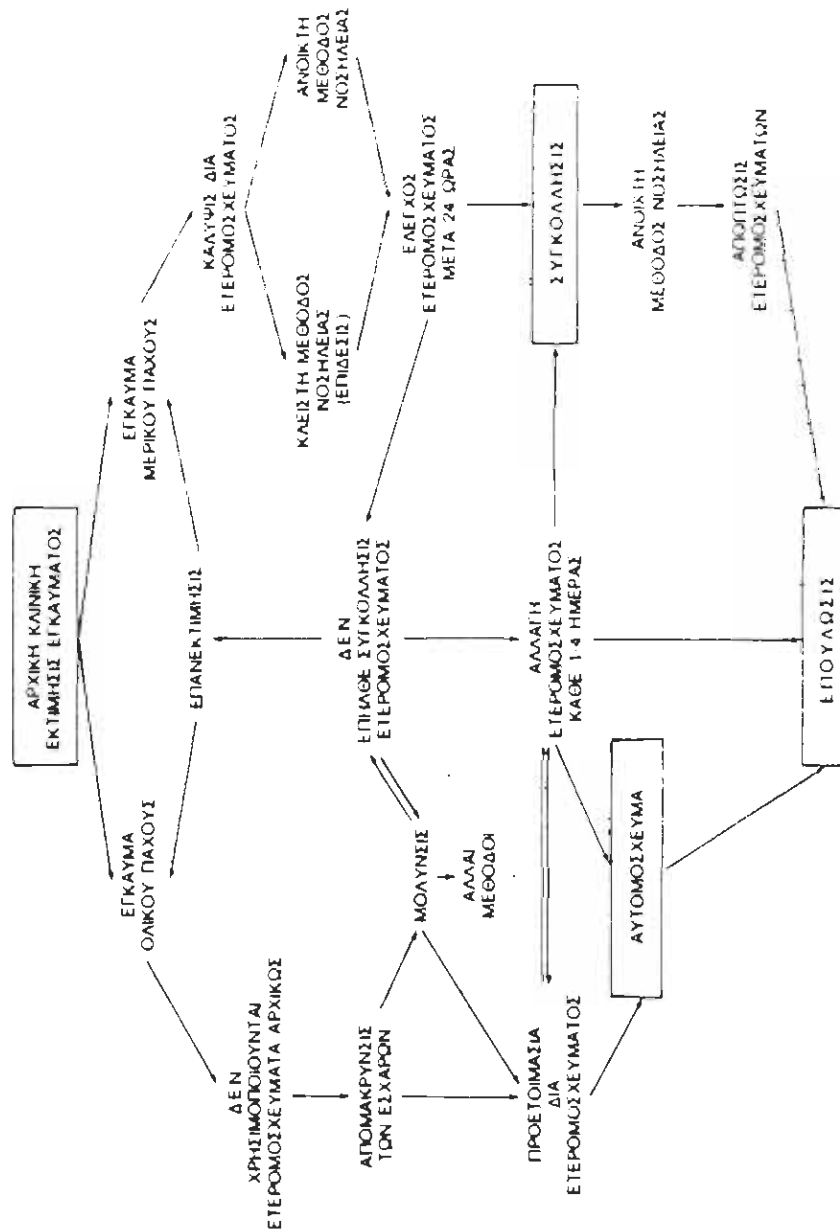 ΑΡΧΙΚΗ ΚΛΙΝΙΚΗ
ΕΚΤΙΜΗΣΙΣ ΕΓΚΑΥΜΑΤΟΣ
ΕΓΚΑΥΜΑ
ΟΛΙΚΟΥ ΠΑΧΟΥΣ
ΕΓΚΑΥΜΑ
ΜΕΡΙΚΟΥ ΠΑΧΟΥΣ
ΕΠΑΝΕΚΤΙΜΗΣΙΣ
ΔΕΝ
ΧΡΗΣΙΜΟΠΟΙΟΥΝΤΑΙ
ΕΤΕΡΟΜΟΣΧΕΥΜΑΤΑ ΑΡΧΙΚΩΣ
ΚΑΛΥΨΙΣ ΔΙΑ
ΕΤΕΡΟΜΟΣΧΕΥΜΑΤΟΣ
ΚΛΕΙΣΤΗ ΜΕΘΟΔΟΣ
ΝΟΣΗΛΕΙΑΣ
(ΕΠΙΔΕΣΙΣ)
ΑΝΟΙΚΤΗ
ΜΕΘΟΔΟΣ
ΝΟΣΗΛΕΙΑΣ
ΑΠΟΜΑΚΡΥΝΣΙΣ
ΤΩΝ ΕΣΧΑΡΩΝ
ΜΟΛΥΝΣΙΣ
ΑΛΛΑΙ
ΜΕΘΟΔΟΙ
ΔΕΝ
ΕΠΗΛΘΕ ΣΥΓΚΟΛΛΗΣΙΣ
ΕΤΕΡΟΜΟΣΧΕΥΜΑΤΟΣ
ΕΛΕΓΧΟΣ
ΕΤΕΡΟΜΟΣΧΕΥΜΑΤΟΣ
ΜΕΤΑ 24 ΩΡΑΣ
ΠΡΟΕΤΟΙΜΑΣΙΑ
ΔΙΑ
ΕΤΕΡΟΜΟΣΧΕΥΜΑΤΟΣ
ΑΛΛΑΓΗ
ΕΤΕΡΟΜΟΣΧΕΥΜΑΤΟΣ
ΚΑΘΕ 1-4 ΗΜΕΡΑΣ
ΣΥΓΚΟΛΛΗΣΙΣ
ΑΥΤΟΜΟΣΧΕΥΜΑ
ΑΝΟΙΚΤΗ
ΜΕΘΟΔΟΣ ΝΟΣΗΛΕΙΑΣ
ΑΠΟΠΤΩΣΙΣ
ΕΤΕΡΟΜΟΣΧΕΥΜΑΤΩΝ
ΕΠΟΥΛΩΣΙΣ